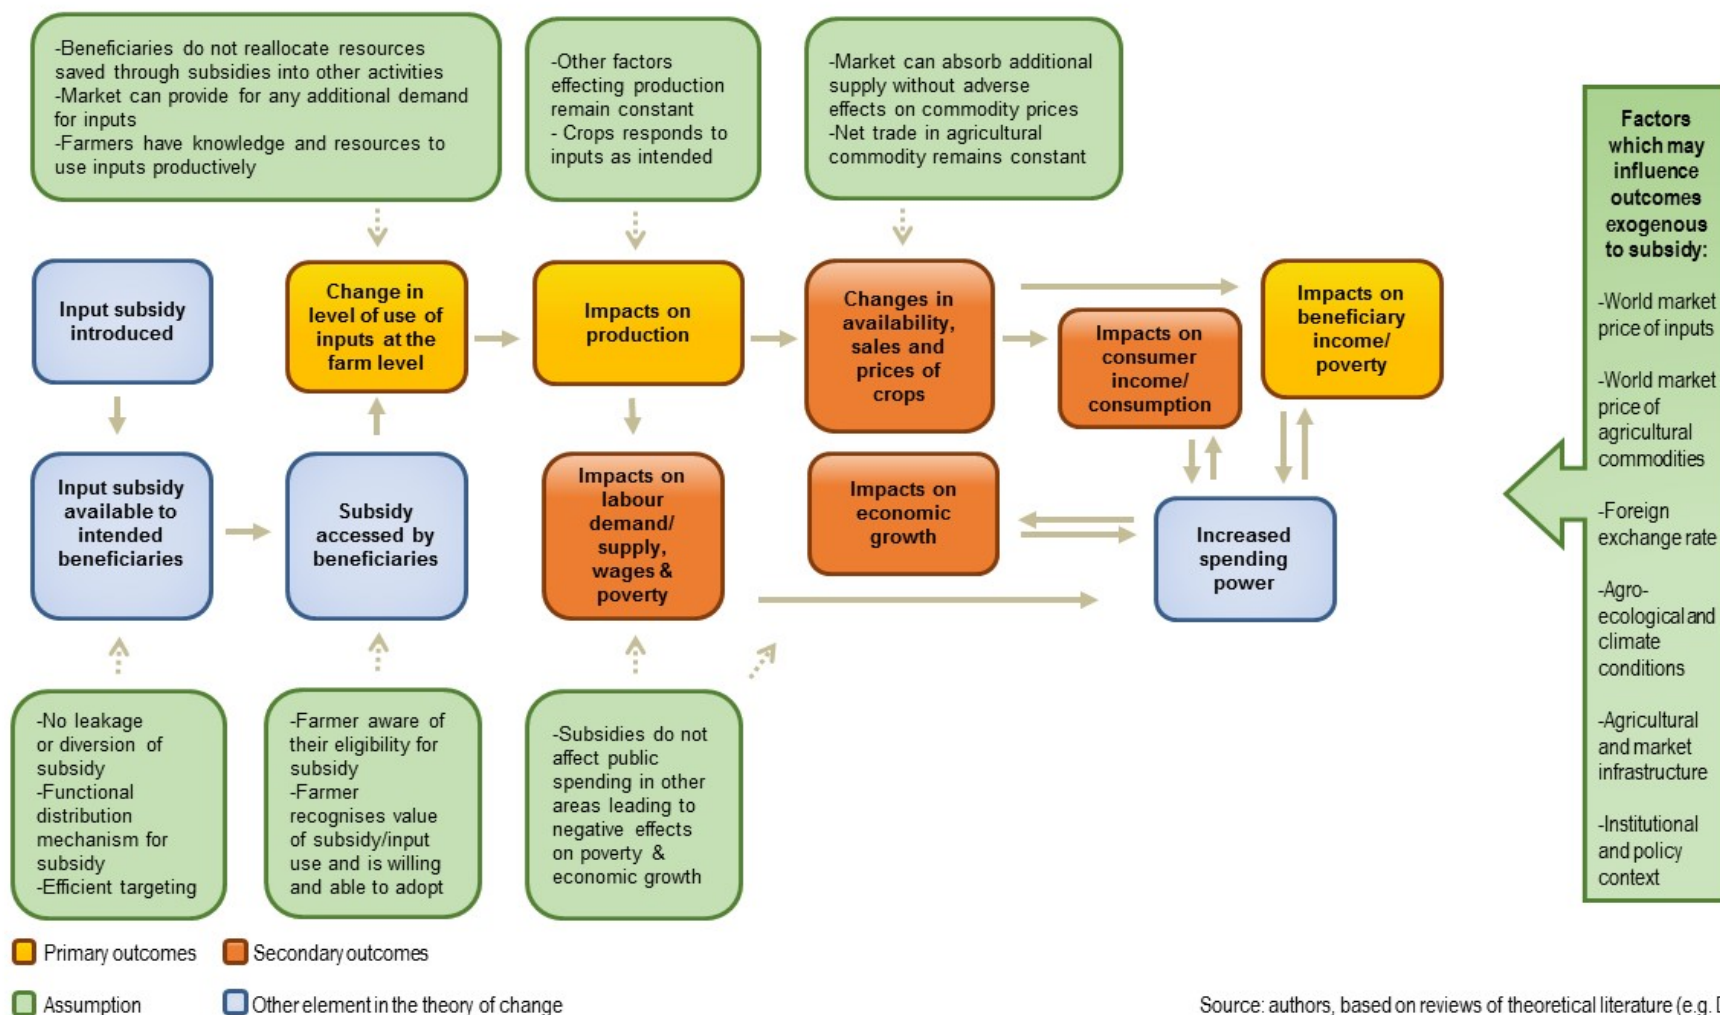 -Beneficiaries do not reallocate resources
saved through subsidies into other activities
-Market can provide for any additional demand
for inputs
-Farmers have knowledge and resources to
use inputs productively
-Other factors
effecting production
remain constant
- Crops responds to
inputs as intended
-Market can absorb additional
supply without adverse
effects on commodity prices
-Net trade in agricultural
commodity remains constant
Input subsidy
introduced
Change in
level of use of
inputs at the
farm level
Impacts on
production
Changes in
availability,
sales and
prices of
crops
Impacts on
consumer
income/
consumption
Impacts on
beneficiary
income/
poverty
Input subsidy
available to
intended
beneficiaries
Subsidy
accessed by
beneficiaries
Impacts on
labour
demand/
supply,
wages &
poverty
Impacts on
economic
growth
Increased
spending
power
-No leakage
or diversion of
subsidy
-Functional
distribution
mechanism for
subsidy
-Efficient targeting
-Farmer aware of
their eligibility for
subsidy
-Farmer
recognises value
of subsidy/input
use and is willing
and able to adopt
-Subsidies do not
affect public
spending in other
areas leading to
negative effects
on poverty &
economic growth
Factors
which may
influence
outcomes
exogenous
to subsidy:
-World market
price of inputs
-World market
price of
agricultural
commodities
-Foreign
exchange rate
-Agro-
ecological and
climate
conditions
-Agricultural
and market
infrastructure
-Institutional
and policy
context
Primary outcomes
Secondary outcomes
Assumption
Other element in the theory of change
Source: authors, based on reviews of theoretical literature (e.g.